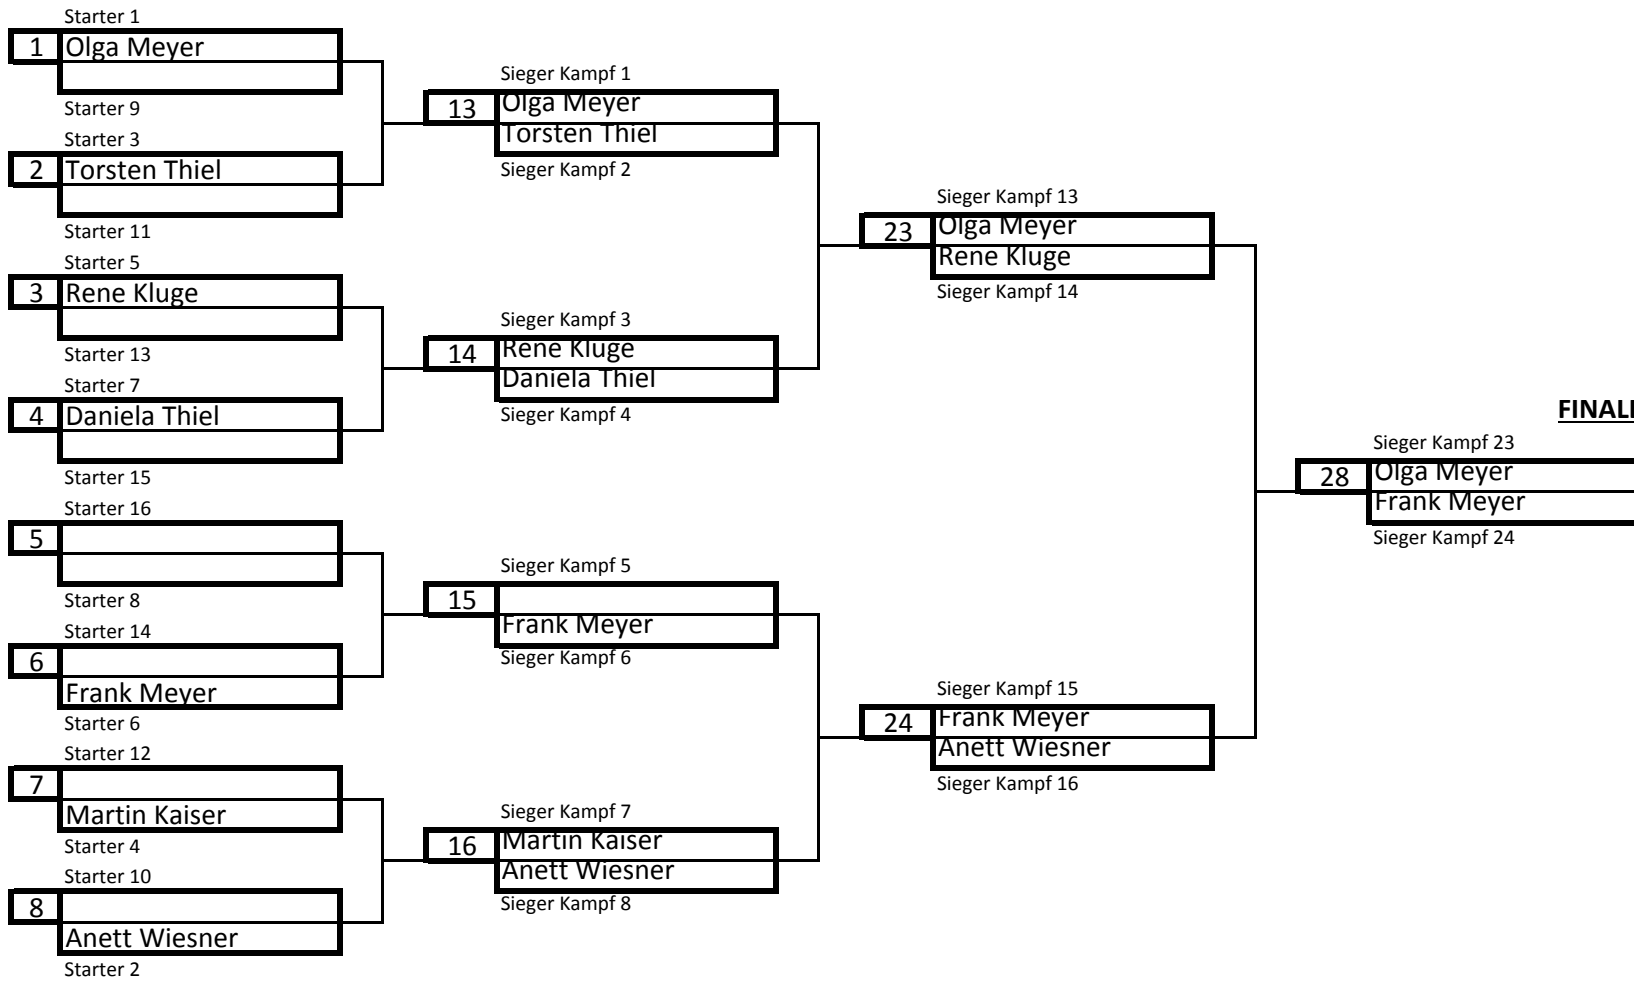 Starter 1
1 Olga Meyer
Starter 9
Starter 3
2 Torsten Thiel
Starter 11
Starter 5
3 Rene Kluge
Starter 13
Starter 7
4 Daniela Thiel
Starter 15
Starter 16
5
Starter 8
Starter 14
6
Frank Meyer
Starter 6
Starter 12
7
Martin Kaiser
Starter 4
Starter 10
8
Anett Wiesner
Starter 2
Sieger Kampf 1
13 Olga Meyer
Torsten Thiel
Sieger Kampf 2
Sieger Kampf 3
14 Rene Kluge
Daniela Thiel
Sieger Kampf 4
Sieger Kampf 5
15
Frank Meyer
Sieger Kampf 6
Sieger Kampf 7
16 Martin Kaiser
Anett Wiesner
Sieger Kampf 8
Sieger Kampf 13
23 Olga Meyer
Rene Kluge
Sieger Kampf 14
Sieger Kampf 15
24 Frank Meyer
Anett Wiesner
Sieger Kampf 16
FINALE
Sieger Kampf 23
28 Olga Meyer
Frank Meyer
Sieger Kampf 24